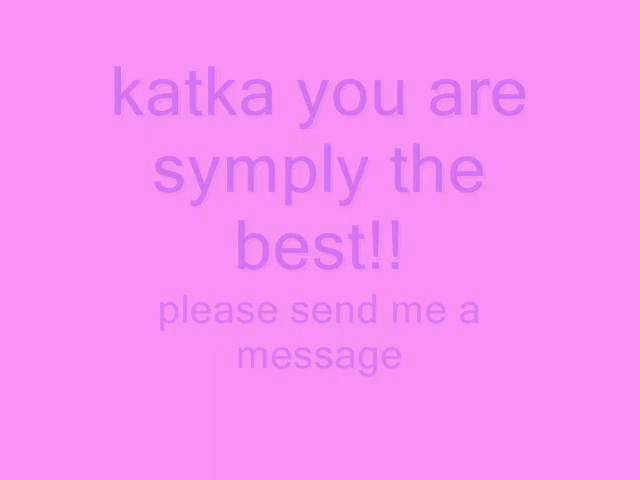 katka you are
symply the
best!!
please send me a
message